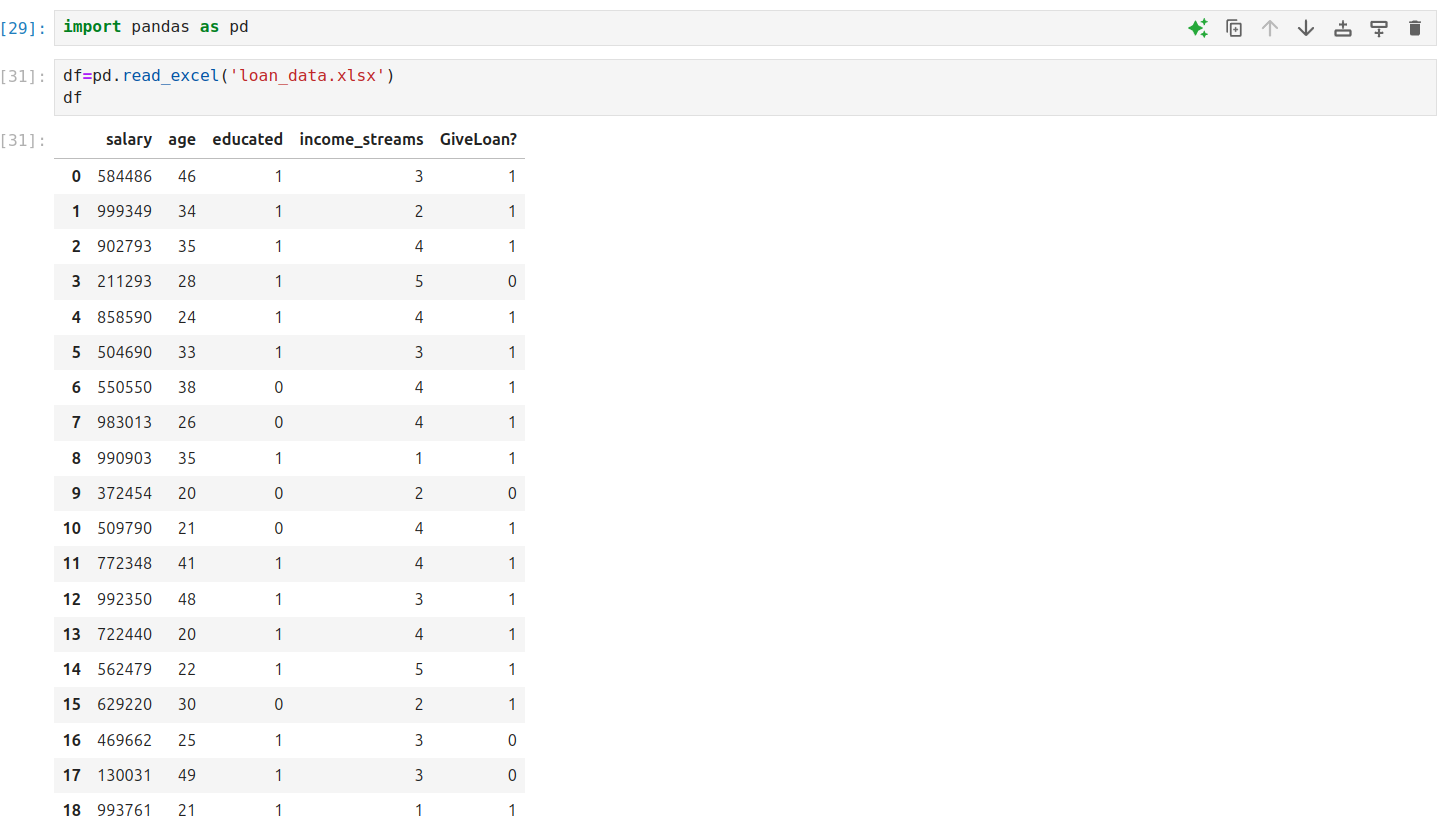 [29]: import pandas as pd
[31]: df=pd.read_excel('loan_data.xlsx')
df
[31]: salary age educated income_streams GiveLoan?
0 584486 46 1 3 1
1 999349 34 1 2 1
2 902793 35 1 4 1
3 211293 28 1 5 0
4 858590 24 1 4 1
5 504690 33 1 3 1
6 550550 38 0 4 1
7 983013 26 0 4 1
8 990903 35 1 1 1
9 372454 20 0 2 0
10 509790 21 0 4 1
11 772348 41 1 4 1
12 992350 48 1 3 1
13 722440 20 1 4 1
14 562479 22 1 5 1
15 629220 30 0 2 1
16 469662 25 1 3 0
17 130031 49 1 3 0
18 993761 21 1 1 1